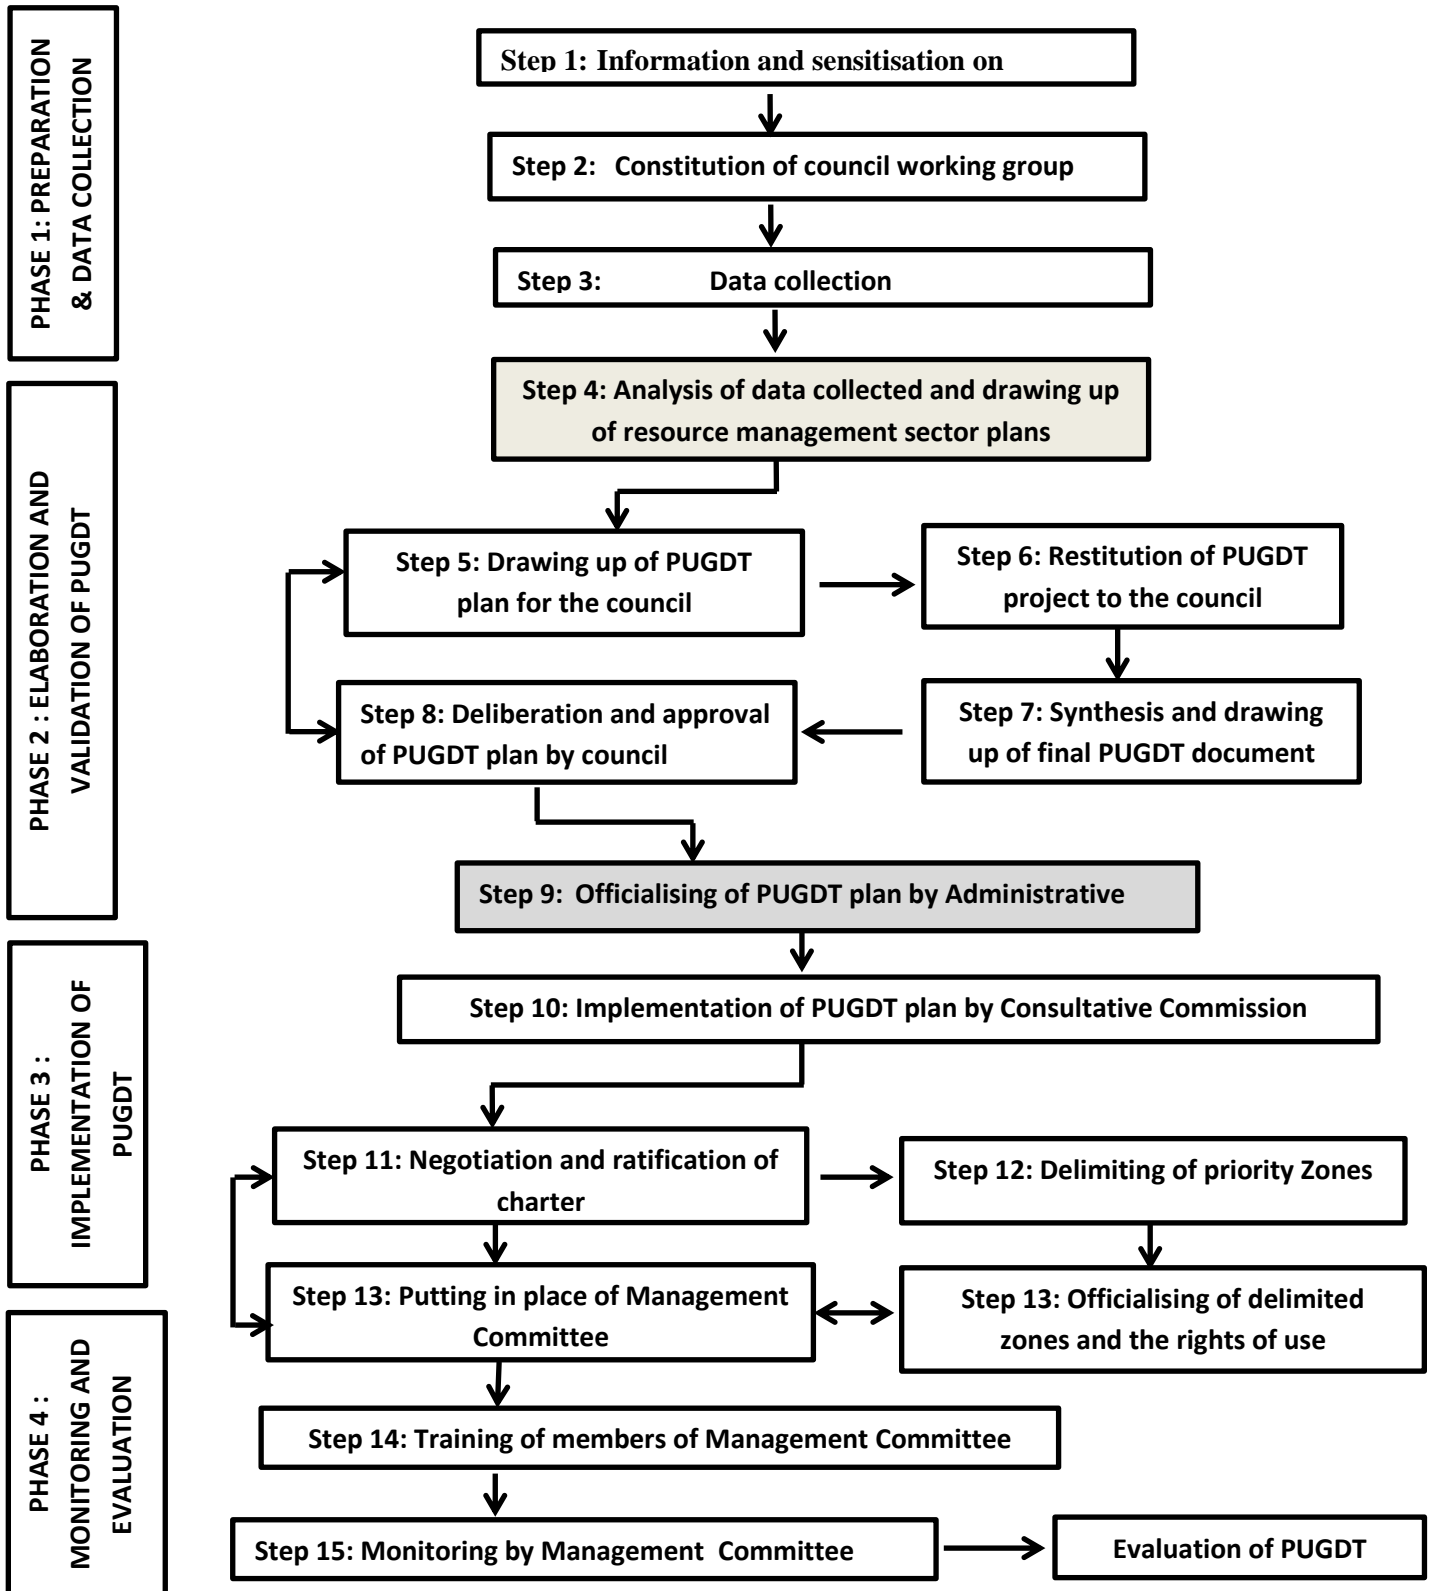 PHASE 1: PREPARATION
& DATA COLLECTION
Step 1: Information and sensitisation on
Step 2: Constitution of council working group
Step 3: Data collection
PHASE 2 : ELABORATION AND
VALIDATION OF PUGDT
Step 4: Analysis of data collected and drawing up
of resource management sector plans
Step 5: Drawing up of PUGDT
plan for the council
Step 6: Restitution of PUGDT
project to the council
Step 8: Deliberation and approval
of PUGDT plan by council
Step 7: Synthesis and drawing
up of final PUGDT document
Step 9: Officialising of PUGDT plan by Administrative
PHASE 3 :
IMPLEMENTATION OF
PUGDT
Step 10: Implementation of PUGDT plan by Consultative Commission
Step 11: Negotiation and ratification of
charter
Step 12: Delimiting of priority Zones
Step 13: Putting in place of Management
Committee
Step 13: Officialising of delimited
zones and the rights of use
PHASE 4 :
MONITORING AND
EVALUATION
Step 14: Training of members of Management Committee
Step 15: Monitoring by Management Committee
Evaluation of PUGDT